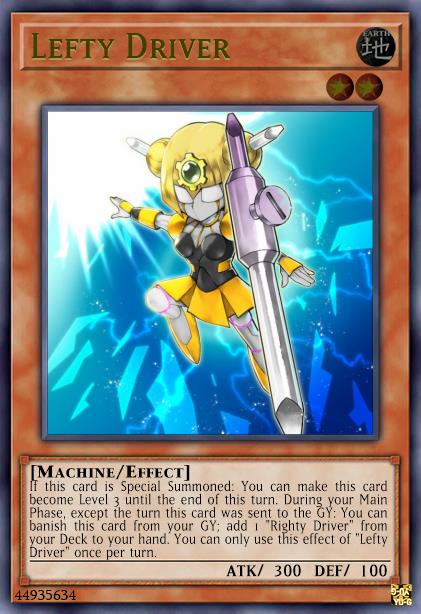 LEFTY DRIVER
EARTH
地
[MACHINE/EFFECT]
If this card is Special Summoned: You can make this card
become Level 3 until the end of this turn. During your Main
Phase, except the turn this card was sent to the GY: You can
banish this card from your GY; add 1 "Righty Driver" from
your Deck to your hand. You can only use this effect of "Lefty
Driver" once per turn.
ATK/ 300 DEF/ 100
44935634